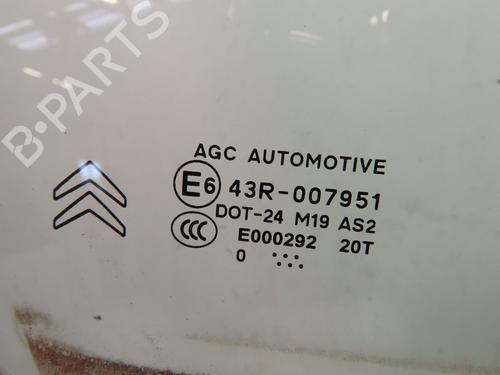 B-PARTS
AGC AUTOMOTIVE
E6 43R-007951
DOT-24 M19 AS2
CCC E000292 20T
0